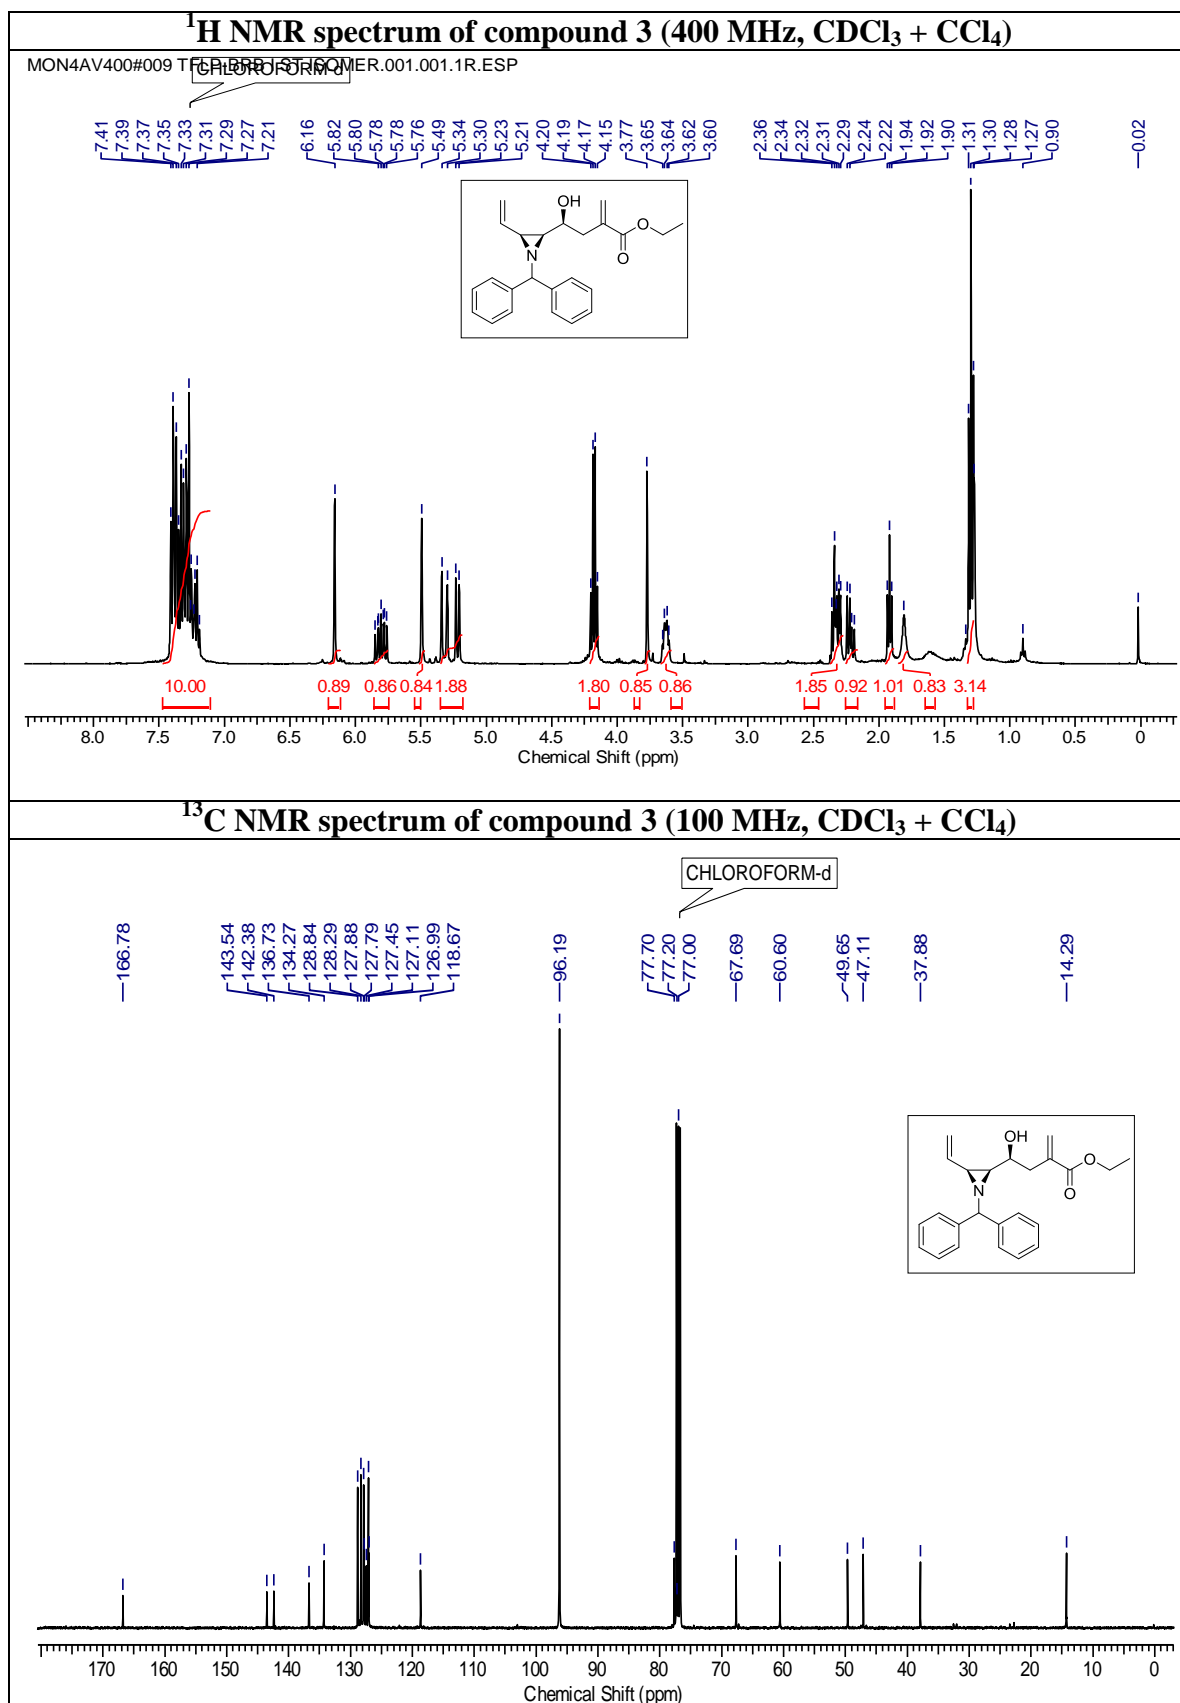 ¹H NMR spectrum of compound 3 (400 MHz, CDCl₃ + CCl₄)
CHLOROFORM-d
7.41 7.39 7.37 7.35 7.33 7.31 7.29 7.27 7.21 6.16 5.82 5.80 5.78 5.78 5.76 5.49 5.34 5.30 5.23 5.21 4.20 4.19 4.17 4.15 3.77 3.65 3.64 3.62 3.60 2.36 2.34 2.32 2.31 2.29 2.24 2.22 1.94 1.92 1.90 1.31 1.30 1.28 1.27 0.90 0.02
OH
O
O
N
10.00 0.89 0.86 0.84 1.88 1.80 0.85 0.86 1.85 0.92 1.01 0.83 3.14
8.0 7.5 7.0 6.5 6.0 5.5 5.0 4.5 4.0 3.5 3.0 2.5 2.0 1.5 1.0 0.5 0
Chemical Shift (ppm)
¹³C NMR spectrum of compound 3 (100 MHz, CDCl₃ + CCl₄)
CHLOROFORM-d
166.78 143.54 142.38 136.73 134.27 128.84 128.29 127.88 127.79 127.45 127.11 126.99 118.67 96.19 77.70 77.20 77.00 67.69 60.60 49.65 47.11 37.88 14.29
OH
O
O
N
170 160 150 140 130 120 110 100 90 80 70 60 50 40 30 20 10 0
Chemical Shift (ppm)